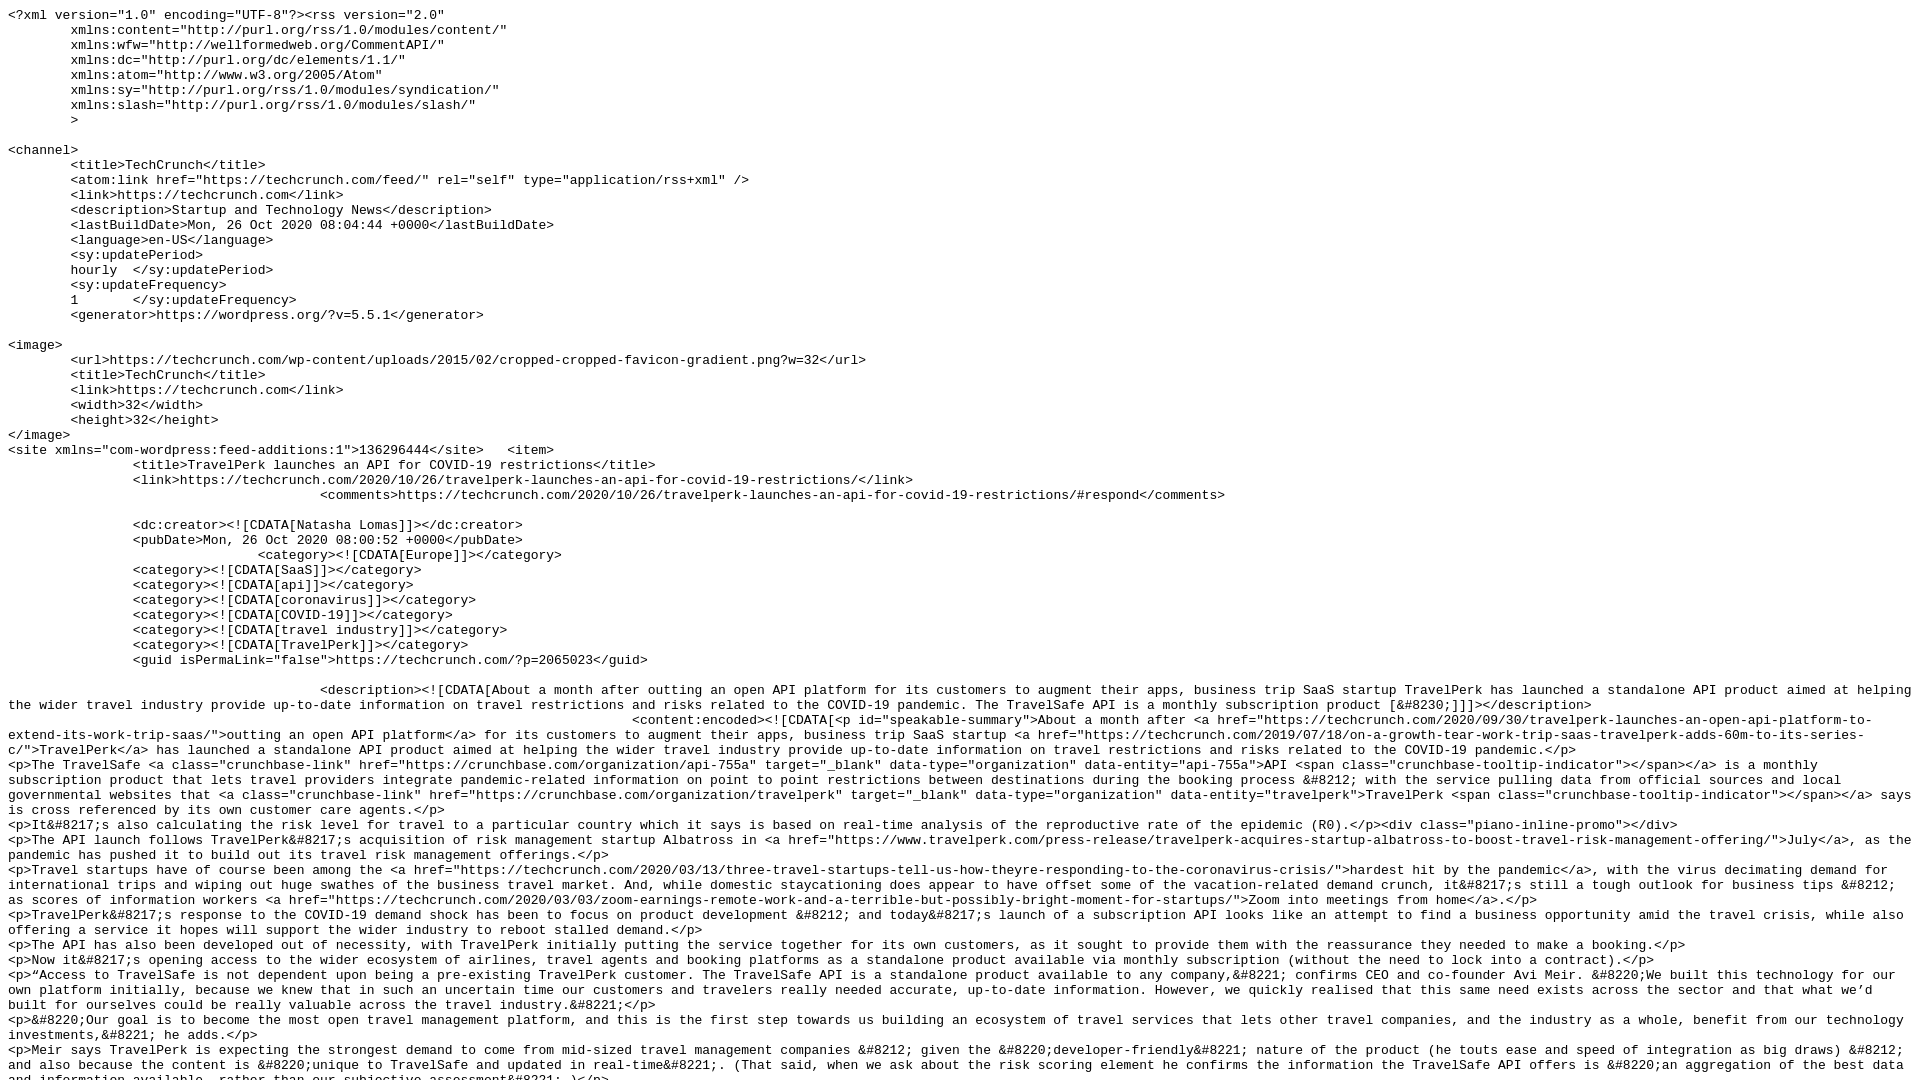 <?xml version="1.0" encoding="UTF-8"?><rss version="2.0"
xmlns:content="http://purl.org/rss/1.0/modules/content/"
xmlns:wfw="http://wellformedweb.org/CommentAPI/"
xmlns:dc="http://purl.org/dc/elements/1.1/"
xmlns:atom="http://www.w3.org/2005/Atom"
xmlns:sy="http://purl.org/rss/1.0/modules/syndication/"
xmlns:slash="http://purl.org/rss/1.0/modules/slash/"
>
<channel>
<title>TechCrunch</title>
<atom:link href="https://techcrunch.com/feed/" rel="self" type="application/rss+xml" />
<link>https://techcrunch.com</link>
<description>Startup and Technology News</description>
<lastBuildDate>Mon, 26 Oct 2020 08:04:44 +0000</lastBuildDate>
<language>en-US</language>
<sy:updatePeriod>
hourly  </sy:updatePeriod>
<sy:updateFrequency>
1       </sy:updateFrequency>
<generator>https://wordpress.org/?v=5.5.1</generator>
<image>
<url>https://techcrunch.com/wp-content/uploads/2015/02/cropped-cropped-favicon-gradient.png?w=32</url>
<title>TechCrunch</title>
<link>https://techcrunch.com</link>
<width>32</width>
<height>32</height>
</image>
<site xmlns="com-wordpress:feed-additions:1">136296444</site>   <item>
<title>TravelPerk launches an API for COVID-19 restrictions</title>
<link>https://techcrunch.com/2020/10/26/travelperk-launches-an-api-for-covid-19-restrictions/</link>
<comments>https://techcrunch.com/2020/10/26/travelperk-launches-an-api-for-covid-19-restrictions/#respond</comments>
<dc:creator><![CDATA[Natasha Lomas]]></dc:creator>
<pubDate>Mon, 26 Oct 2020 08:00:52 +0000</pubDate>
<category><![CDATA[Europe]]></category>
<category><![CDATA[SaaS]]></category>
<category><![CDATA[api]]></category>
<category><![CDATA[coronavirus]]></category>
<category><![CDATA[COVID-19]]></category>
<category><![CDATA[travel industry]]></category>
<category><![CDATA[TravelPerk]]></category>
<guid isPermaLink="false">https://techcrunch.com/?p=2065023</guid>
<description><![CDATA[About a month after outting an open API platform for its customers to augment their apps, business trip SaaS startup TravelPerk has launched a standalone API product aimed at helping
the wider travel industry provide up-to-date information on travel restrictions and risks related to the COVID-19 pandemic. The TravelSafe API is a monthly subscription product [&#8230;]]]></description>
<content:encoded><![CDATA[<p id="speakable-summary">About a month after <a href="https://techcrunch.com/2020/09/30/travelperk-launches-an-open-api-platform-to-
extend-its-work-trip-saas/">outting an open API platform</a> for its customers to augment their apps, business trip SaaS startup <a href="https://techcrunch.com/2019/07/18/on-a-growth-tear-work-trip-saas-travelperk-adds-60m-to-its-series-
c/">TravelPerk</a> has launched a standalone API product aimed at helping the wider travel industry provide up-to-date information on travel restrictions and risks related to the COVID-19 pandemic.</p>
<p>The TravelSafe <a class="crunchbase-link" href="https://crunchbase.com/organization/api-755a" target="_blank" data-type="organization" data-entity="api-755a">API <span class="crunchbase-tooltip-indicator"></span></a> is a monthly
subscription product that lets travel providers integrate pandemic-related information on point to point restrictions between destinations during the booking process &#8212; with the service pulling data from official sources and local
governmental websites that <a class="crunchbase-link" href="https://crunchbase.com/organization/travelperk" target="_blank" data-type="organization" data-entity="travelperk">TravelPerk <span class="crunchbase-tooltip-indicator"></span></a> says
is cross referenced by its own customer care agents.</p>
<p>It&#8217;s also calculating the risk level for travel to a particular country which it says is based on real-time analysis of the reproductive rate of the epidemic (R0).</p><div class="piano-inline-promo"></div>
<p>The API launch follows TravelPerk&#8217;s acquisition of risk management startup Albatross in <a href="https://www.travelperk.com/press-release/travelperk-acquires-startup-albatross-to-boost-travel-risk-management-offering/">July</a>, as the
pandemic has pushed it to build out its travel risk management offerings.</p>
<p>Travel startups have of course been among the <a href="https://techcrunch.com/2020/03/13/three-travel-startups-tell-us-how-theyre-responding-to-the-coronavirus-crisis/">hardest hit by the pandemic</a>, with the virus decimating demand for
international trips and wiping out huge swathes of the business travel market. And, while domestic staycationing does appear to have offset some of the vacation-related demand crunch, it&#8217;s still a tough outlook for business tips &#8212;
as scores of information workers <a href="https://techcrunch.com/2020/03/03/zoom-earnings-remote-work-and-a-terrible-but-possibly-bright-moment-for-startups/">Zoom into meetings from home</a>.</p>
<p>TravelPerk&#8217;s response to the COVID-19 demand shock has been to focus on product development &#8212; and today&#8217;s launch of a subscription API looks like an attempt to find a business opportunity amid the travel crisis, while also
offering a service it hopes will support the wider industry to reboot stalled demand.</p>
<p>The API has also been developed out of necessity, with TravelPerk initially putting the service together for its own customers, as it sought to provide them with the reassurance they needed to make a booking.</p>
<p>Now it&#8217;s opening access to the wider ecosystem of airlines, travel agents and booking platforms as a standalone product available via monthly subscription (without the need to lock into a contract).</p>
<p>“Access to TravelSafe is not dependent upon being a pre-existing TravelPerk customer. The TravelSafe API is a standalone product available to any company,&#8221; confirms CEO and co-founder Avi Meir. &#8220;We built this technology for our
own platform initially, because we knew that in such an uncertain time our customers and travelers really needed accurate, up-to-date information. However, we quickly realised that this same need exists across the sector and that what we’d
built for ourselves could be really valuable across the travel industry.&#8221;</p>
<p>&#8220;Our goal is to become the most open travel management platform, and this is the first step towards us building an ecosystem of travel services that lets other travel companies, and the industry as a whole, benefit from our technology
investments,&#8221; he adds.</p>
<p>Meir says TravelPerk is expecting the strongest demand to come from mid-sized travel management companies &#8212; given the &#8220;developer-friendly&#8221; nature of the product (he touts ease and speed of integration as big draws) &#8212;
and also because the content is &#8220;unique to TravelSafe and updated in real-time&#8221;. (That said, when we ask about the risk scoring element he confirms the information the TravelSafe API offers is &#8220;an aggregation of the best data
and information available, rather than our subjective assessment&#8221;.)</p>